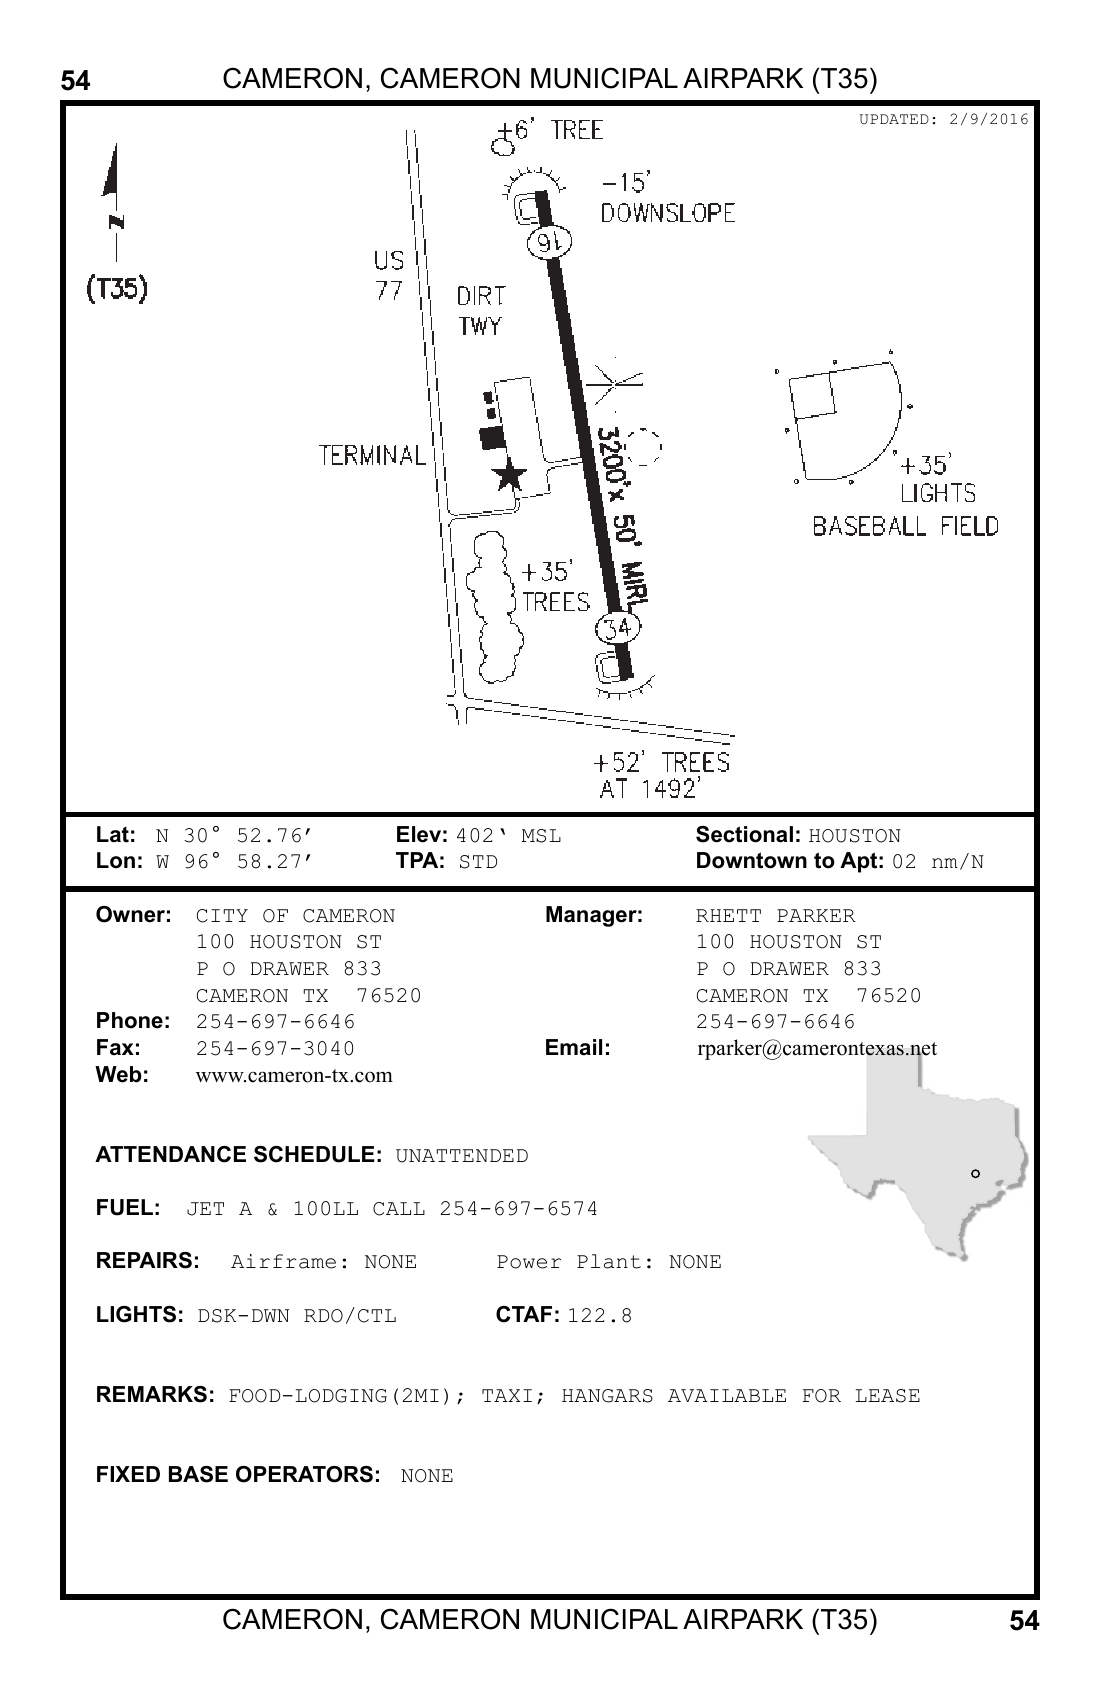 54 CAMERON, CAMERON MUNICIPAL AIRPARK (T35)
UPDATED: 2/9/2016
+6' TREE
-15'
DOWNSLOPE
N
(T35)
16
US
77
DIRT
TWY
TERMINAL
3200'x 50' MIRL
+35'
LIGHTS
BASEBALL FIELD
+35'
TREES
34
+52' TREES
AT 1492'
Lat: N 30° 52.76′ Elev: 402‛ MSL Sectional: HOUSTON
Lon: W 96° 58.27′ TPA: STD Downtown to Apt: 02 nm/N
Owner: CITY OF CAMERON Manager: RHETT PARKER
100 HOUSTON ST 100 HOUSTON ST
P O DRAWER 833 P O DRAWER 833
CAMERON TX 76520 CAMERON TX 76520
Phone: 254-697-6646 254-697-6646
Fax: 254-697-3040 Email: rparker@camerontexas.net
Web: www.cameron-tx.com
ATTENDANCE SCHEDULE: UNATTENDED
FUEL: JET A & 100LL CALL 254-697-6574
REPAIRS: Airframe: NONE Power Plant: NONE
LIGHTS: DSK-DWN RDO/CTL CTAF: 122.8
REMARKS: FOOD-LODGING(2MI); TAXI; HANGARS AVAILABLE FOR LEASE
FIXED BASE OPERATORS: NONE
CAMERON, CAMERON MUNICIPAL AIRPARK (T35) 54